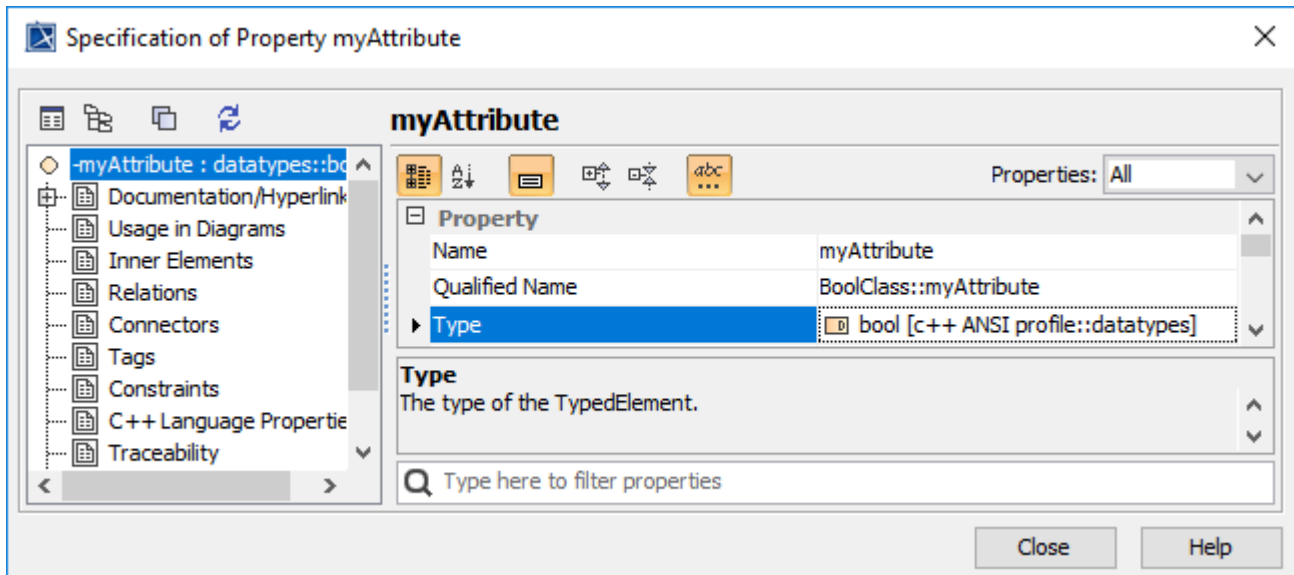 Specification of Property myAttribute
myAttribute
-myAttribute : datatypes::bo
Documentation/Hyperlink
Usage in Diagrams
Inner Elements
Relations
Connectors
Tags
Constraints
C++ Language Propertie
Traceability
A
Z
abc
...
Properties: All
Property
Name myAttribute
Qualified Name BoolClass::myAttribute
Type D bool [c++ ANSI profile::datatypes]
Type
The type of the TypedElement.
Type here to filter properties
Close Help